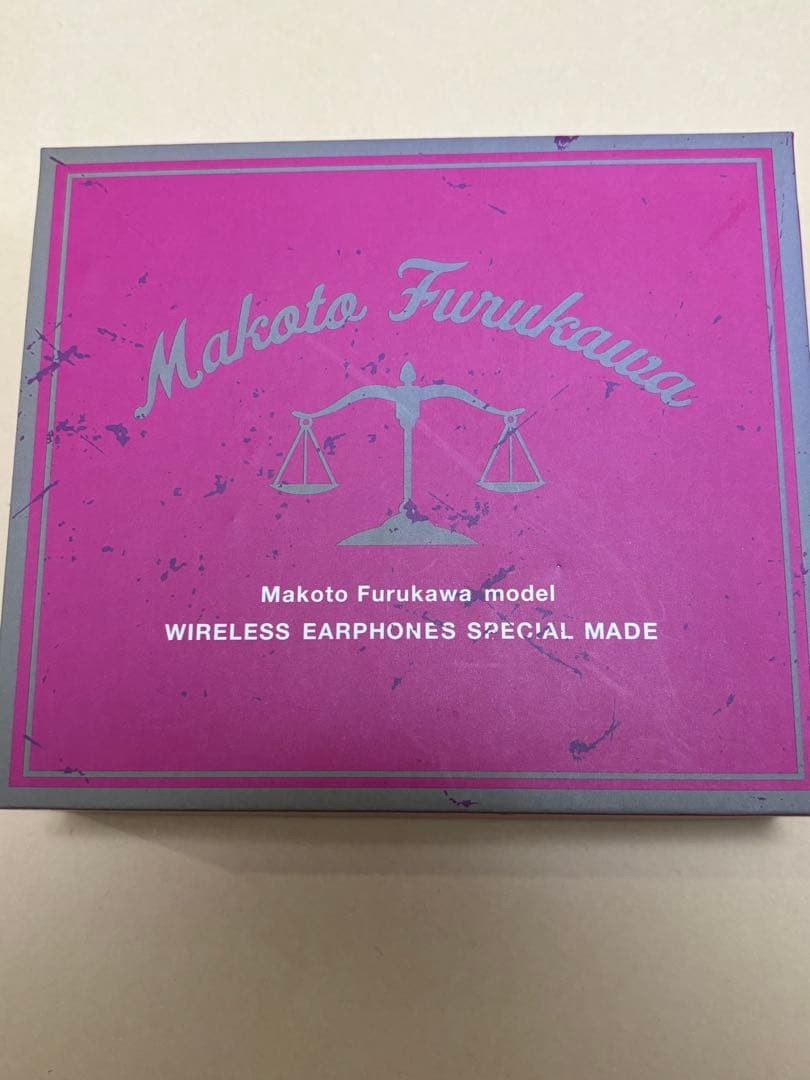 Makoto Furukawa
Makoto Furukawa model
WIRELESS EARPHONES SPECIAL MADE